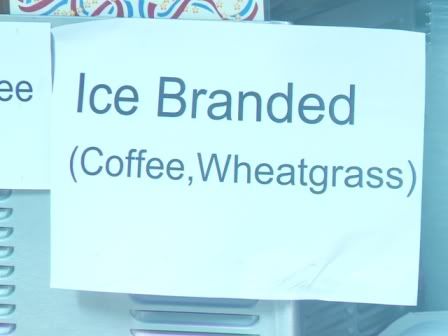 ee
Ice Branded
(Coffee,Wheatgrass)